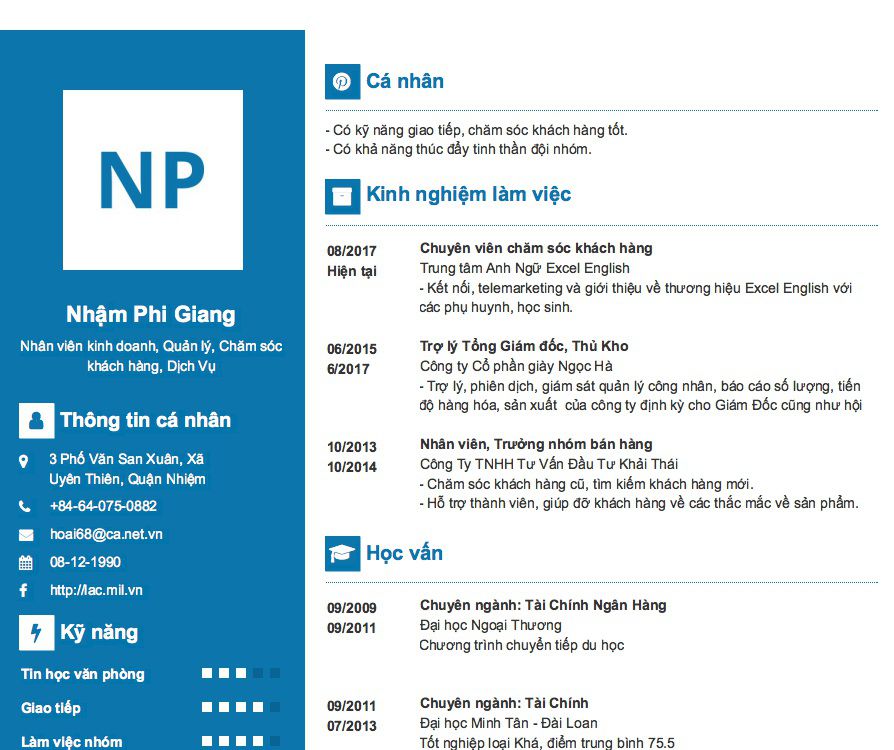 NP
Nhậm Phi Giang
Nhân viên kinh doanh, Quản lý, Chăm sóc
khách hàng, Dịch Vụ
Thông tin cá nhân
3 Phố Văn San Xuân, Xã
Uyên Thiên, Quận Nhiệm
+84-64-075-0882
hoai68@ca.net.vn
08-12-1990
http://lac.mil.vn
Kỹ năng
Tin học văn phòng
Giao tiếp
Làm việc nhóm
Cá nhân
- Có kỹ năng giao tiếp, chăm sóc khách hàng tốt.
- Có khả năng thúc đẩy tinh thần đội nhóm.
Kinh nghiệm làm việc
08/2017
Hiện tại
Chuyên viên chăm sóc khách hàng
Trung tâm Anh Ngữ Excel English
- Kết nối, telemarketing và giới thiệu về thương hiệu Excel English với
các phụ huynh, học sinh.
06/2015
6/2017
Trợ lý Tổng Giám đốc, Thủ Kho
Công ty Cổ phần giày Ngọc Hà
- Trợ lý, phiên dịch, giám sát quản lý công nhân, báo cáo số lượng, tiến
độ hàng hóa, sản xuất của công ty định kỳ cho Giám Đốc cũng như hội
10/2013
10/2014
Nhân viên, Trưởng nhóm bán hàng
Công Ty TNHH Tư Vấn Đầu Tư Khải Thái
- Chăm sóc khách hàng cũ, tìm kiếm khách hàng mới.
- Hỗ trợ thành viên, giúp đỡ khách hàng về các thắc mắc về sản phẩm.
Học vấn
09/2009
09/2011
Chuyên ngành: Tài Chính Ngân Hàng
Đại học Ngoại Thương
Chương trình chuyển tiếp du học
09/2011
07/2013
Chuyên ngành: Tài Chính
Đại học Minh Tân - Đài Loan
Tốt nghiệp loại Khá, điểm trung bình 75.5